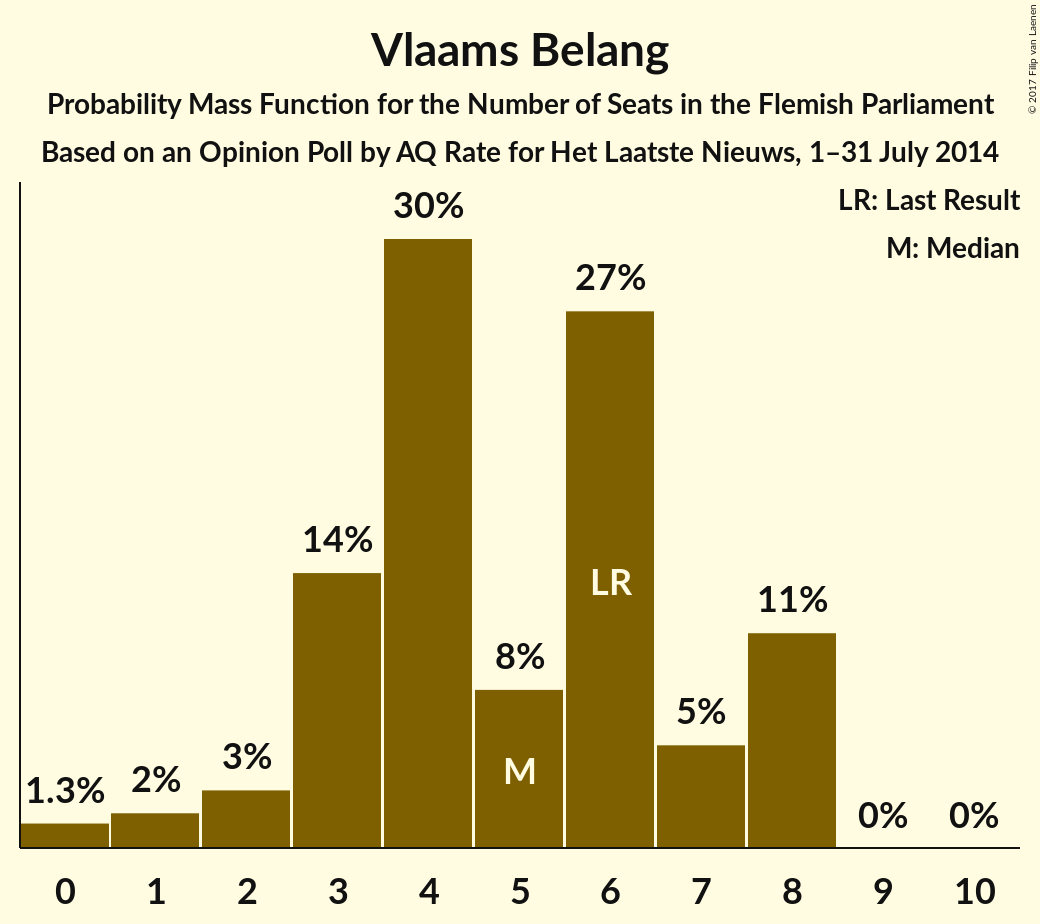 Vlaams Belang
Probability Mass Function for the Number of Seats in the Flemish Parliament
Based on an Opinion Poll by AQ Rate for Het Laatste Nieuws, 1–31 July 2014
© 2017 Filip van Laenen
LR: Last Result
M: Median
30%
27%
14%
LR
11%
8%
5%
3%
M
2%
1.3%
0%
0%
0 1 2 3 4 5 6 7 8 9 10